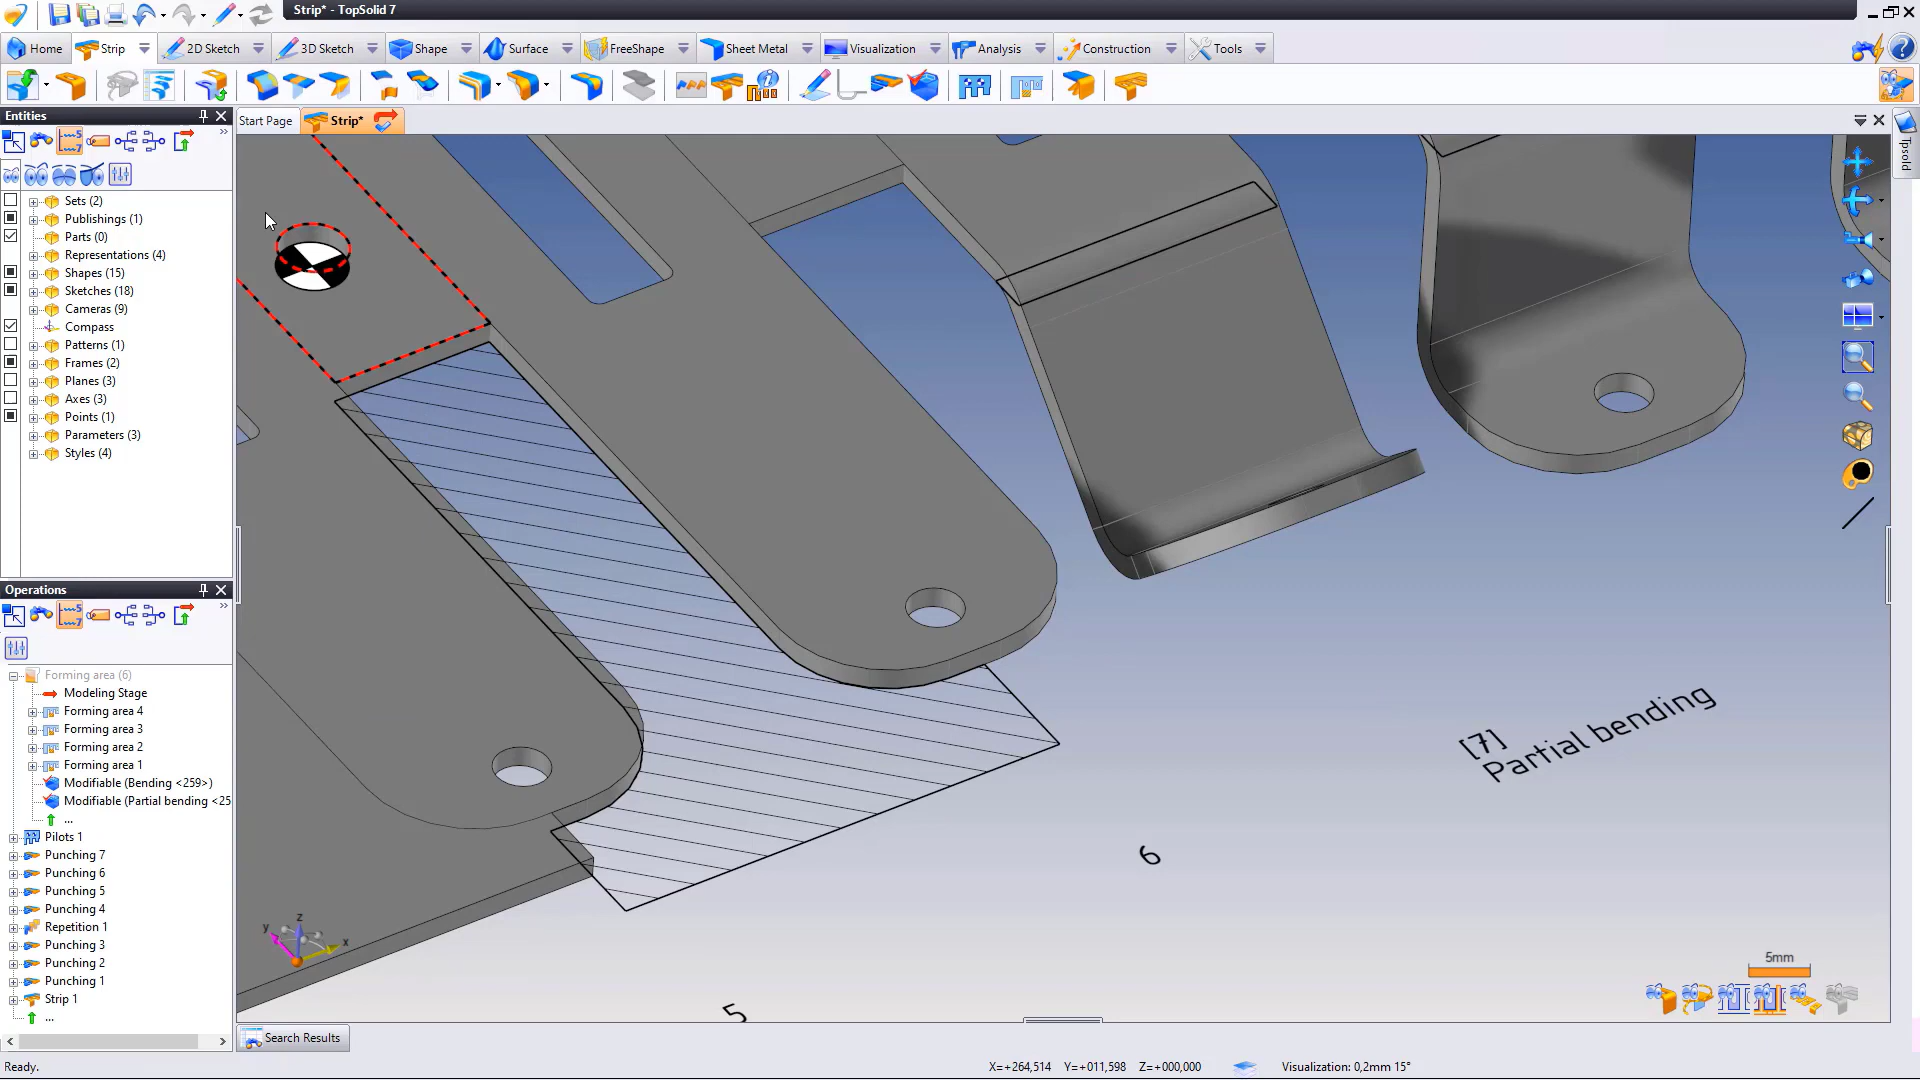 Strip* - TopSolid 7
Home
Strip
2D Sketch
3D Sketch
Shape
Surface
FreeShape
Sheet Metal
Visualization
Analysis
Construction
Tools
Entities
Start Page
Strip*
Tpsold
Sets (2)
Publishings (1)
Parts (0)
Representations (4)
Shapes (15)
Sketches (18)
Cameras (9)
Compass
Patterns (1)
Frames (2)
Planes (3)
Axes (3)
Points (1)
Parameters (3)
Styles (4)
Operations
Forming area (6)
Modeling Stage
Forming area 4
Forming area 3
Forming area 2
Forming area 1
Modifiable (Bending <259>)
Modifiable (Partial bending <25
...
Pilots 1
Punching 7
Punching 6
Punching 5
Punching 4
Repetition 1
Punching 3
Punching 2
Punching 1
Strip 1
...
[7]
Partial bending
6
5
z
y
x
5mm
Search Results
Ready.
X=+264,514
Y=+011,598
Z=+000,000
Visualization: 0,2mm 15°